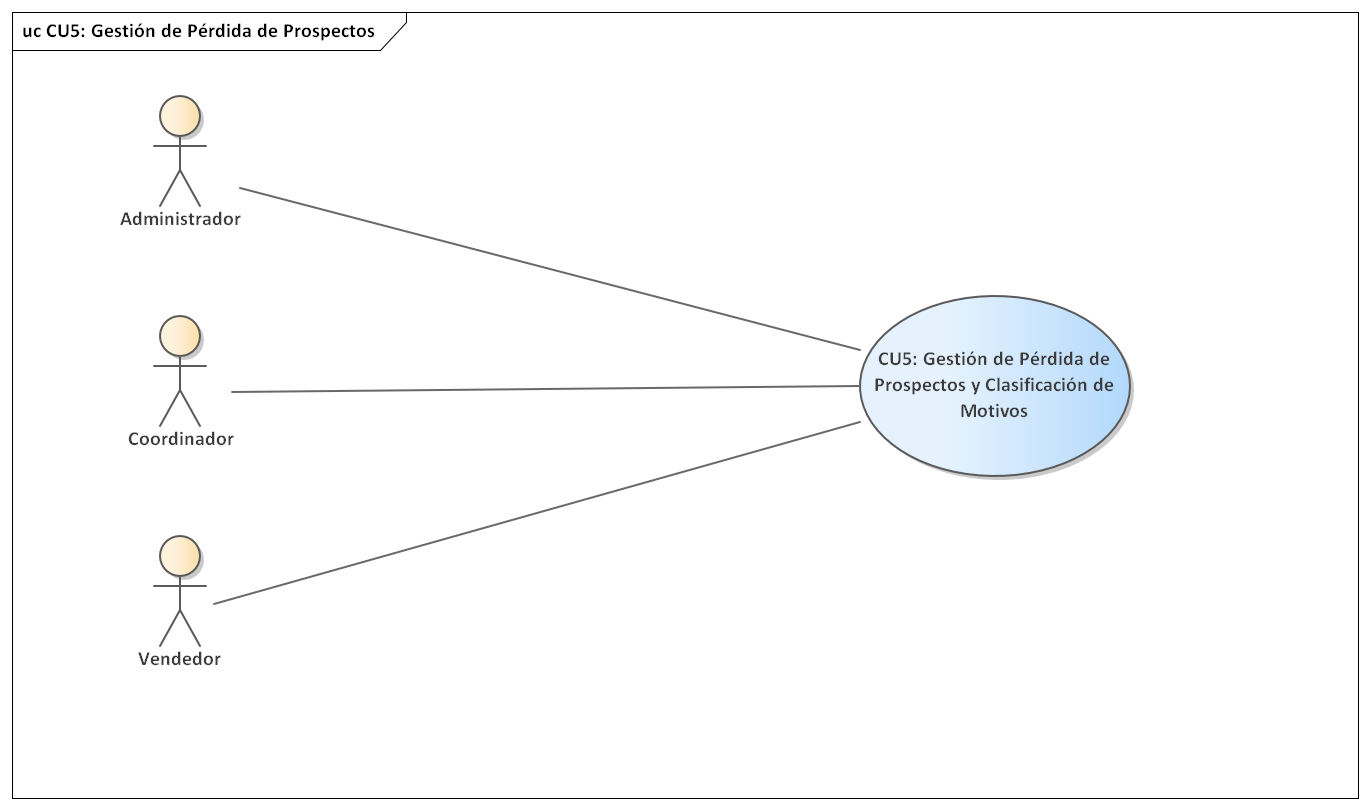 uc CU5: Gestión de Pérdida de Prospectos
Administrador
Coordinador
CU5: Gestión de Pérdida de
Prospectos y Clasificación de
Motivos
Vendedor